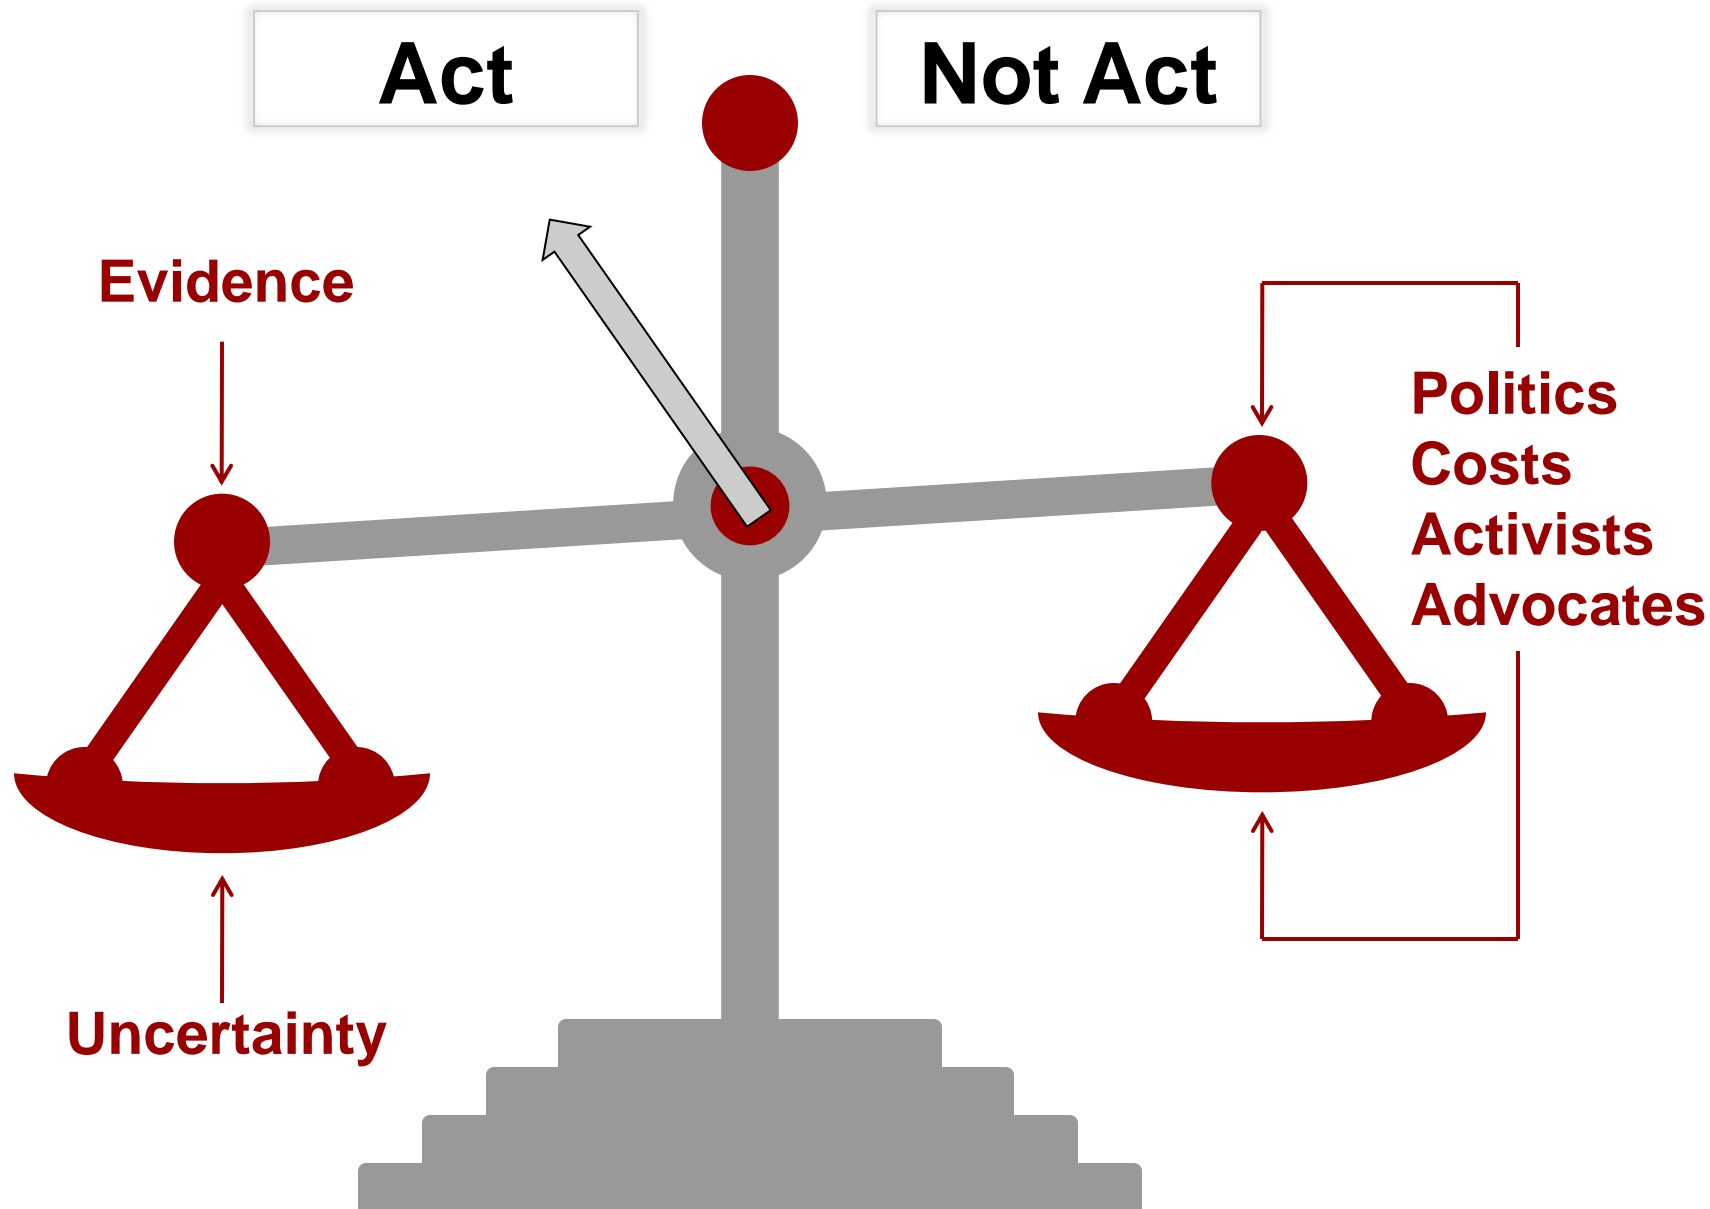 Act
Not Act
Evidence
Politics
Costs
Activists
Advocates
Uncertainty